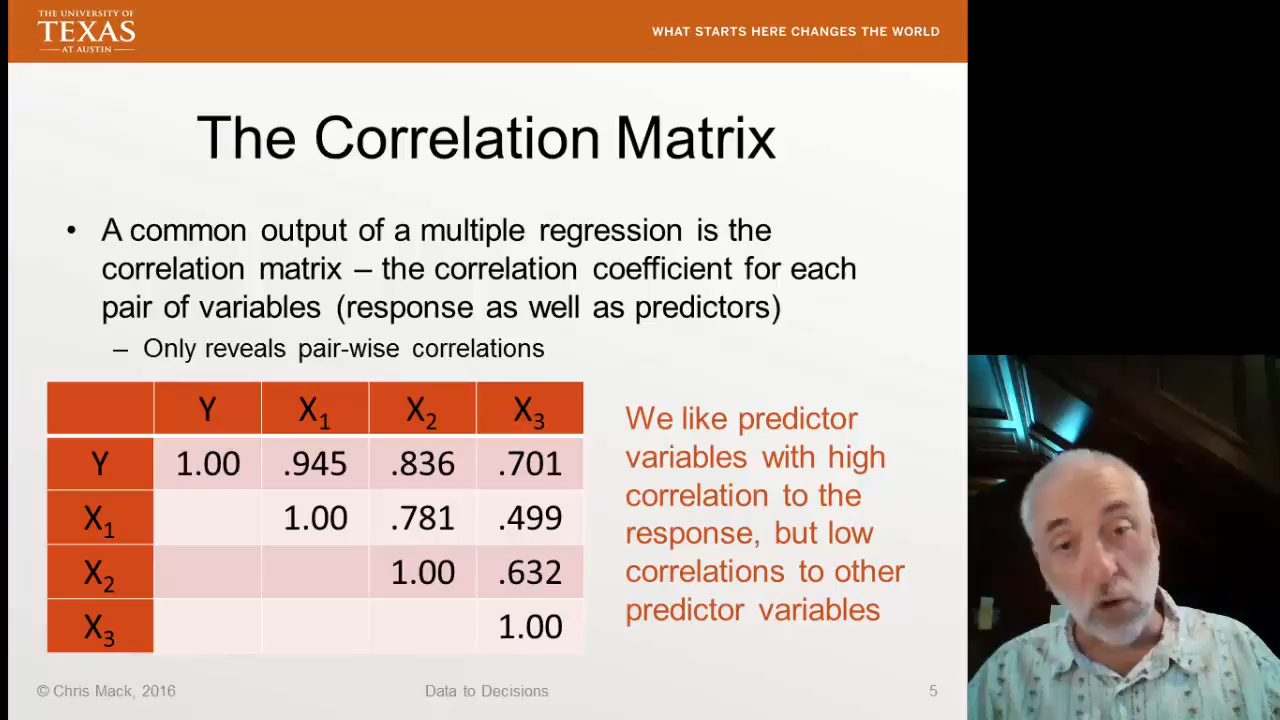 THE UNIVERSITY OF
TEXAS
AT AUSTIN
WHAT STARTS HERE CHANGES THE WORLD
The Correlation Matrix
• A common output of a multiple regression is the
correlation matrix – the correlation coefficient for each
pair of variables (response as well as predictors)
– Only reveals pair-wise correlations
Y X₁ X₂ X₃
Y 1.00 .945 .836 .701
X₁ 1.00 .781 .499
X₂ 1.00 .632
X₃ 1.00
We like predictor
variables with high
correlation to the
response, but low
correlations to other
predictor variables
© Chris Mack, 2016
Data to Decisions
5